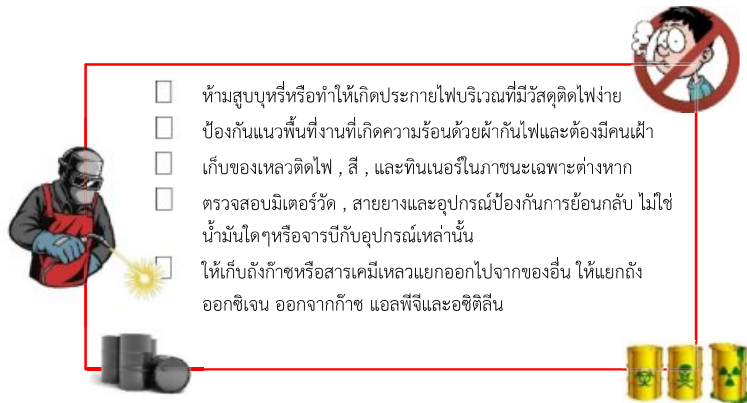 ห้ามสูบบุหรี่หรือทำให้เกิดประกายไฟบริเวณที่มีวัสดุติดไฟง่าย
ป้องกันแนวพื้นที่งานที่เกิดความร้อนด้วยผ้ากันไฟและต้องมีคนเฝ้า
เก็บของเหลวติดไฟ , สี , และทินเนอร์ในภาชนะเฉพาะต่างหาก
ตรวจสอบมิเตอร์วัด , สายยางและอุปกรณ์ป้องกันการย้อนกลับ ไม่ใช่
น้ำมันใดๆหรือจารบีกับอุปกรณ์เหล่านั้น
ให้เก็บถังก๊าซหรือสารเคมีเหลวแยกออกไปจากของอื่น ให้แยกถัง
ออกซิเจน ออกจากก๊าซ แอลพีจีและอซิติลีน